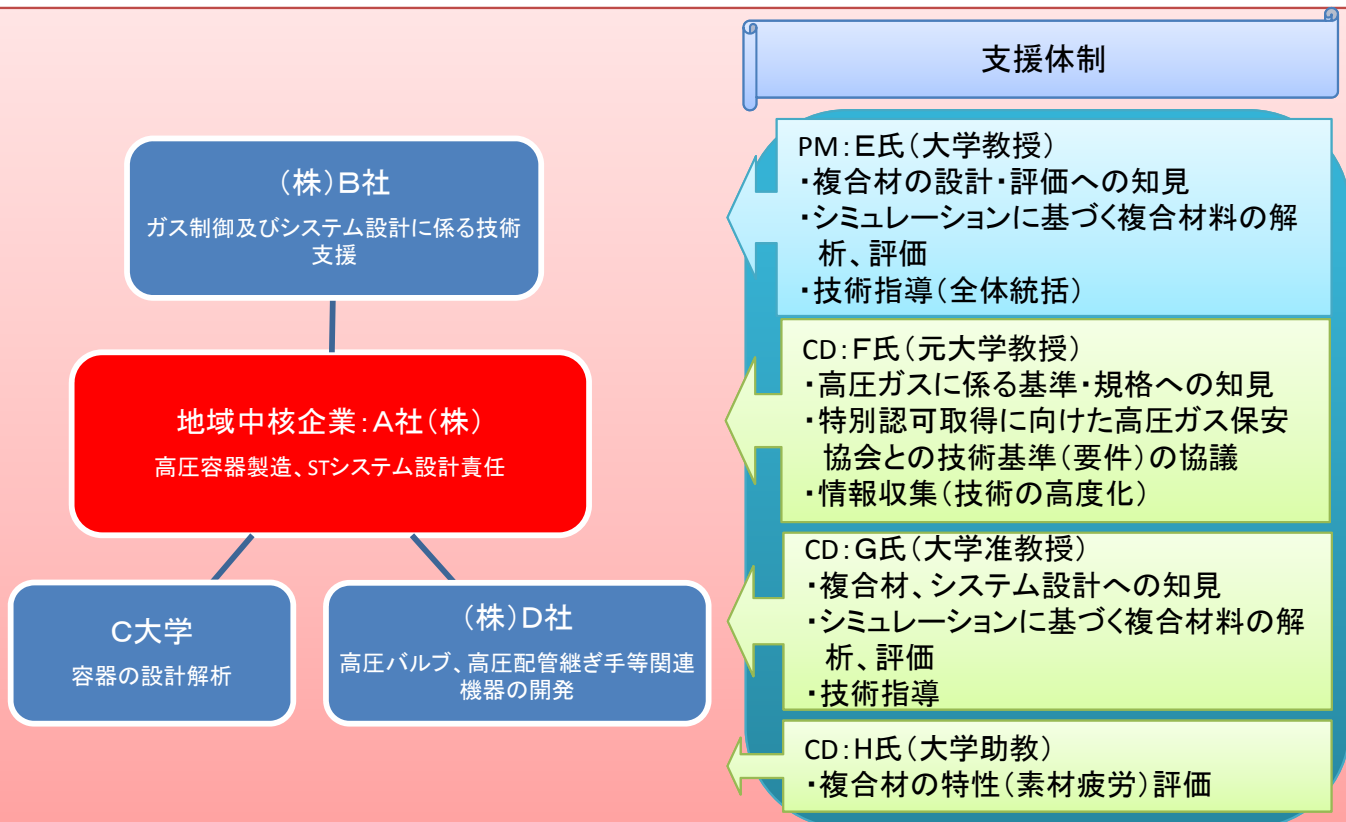 (株)B社
ガス制御及びシステム設計に係る技術
支援
地域中核企業：A社(株)
高圧容器製造、STシステム設計責任
C大学
容器の設計解析
(株)D社
高圧バルブ、高圧配管継ぎ手等関連
機器の開発
支援体制
PM：E氏(大学教授)
・複合材の設計・評価への知見
・シミュレーションに基づく複合材料の解
析、評価
・技術指導(全体統括)
CD：F氏(元大学教授)
・高圧ガスに係る基準・規格への知見
・特別認可取得に向けた高圧ガス保安
協会との技術基準(要件)の協議
・情報収集(技術の高度化)
CD：G氏(大学准教授)
・複合材、システム設計への知見
・シミュレーションに基づく複合材料の解
析、評価
・技術指導
CD：H氏(大学助教)
・複合材の特性(素材疲労)評価